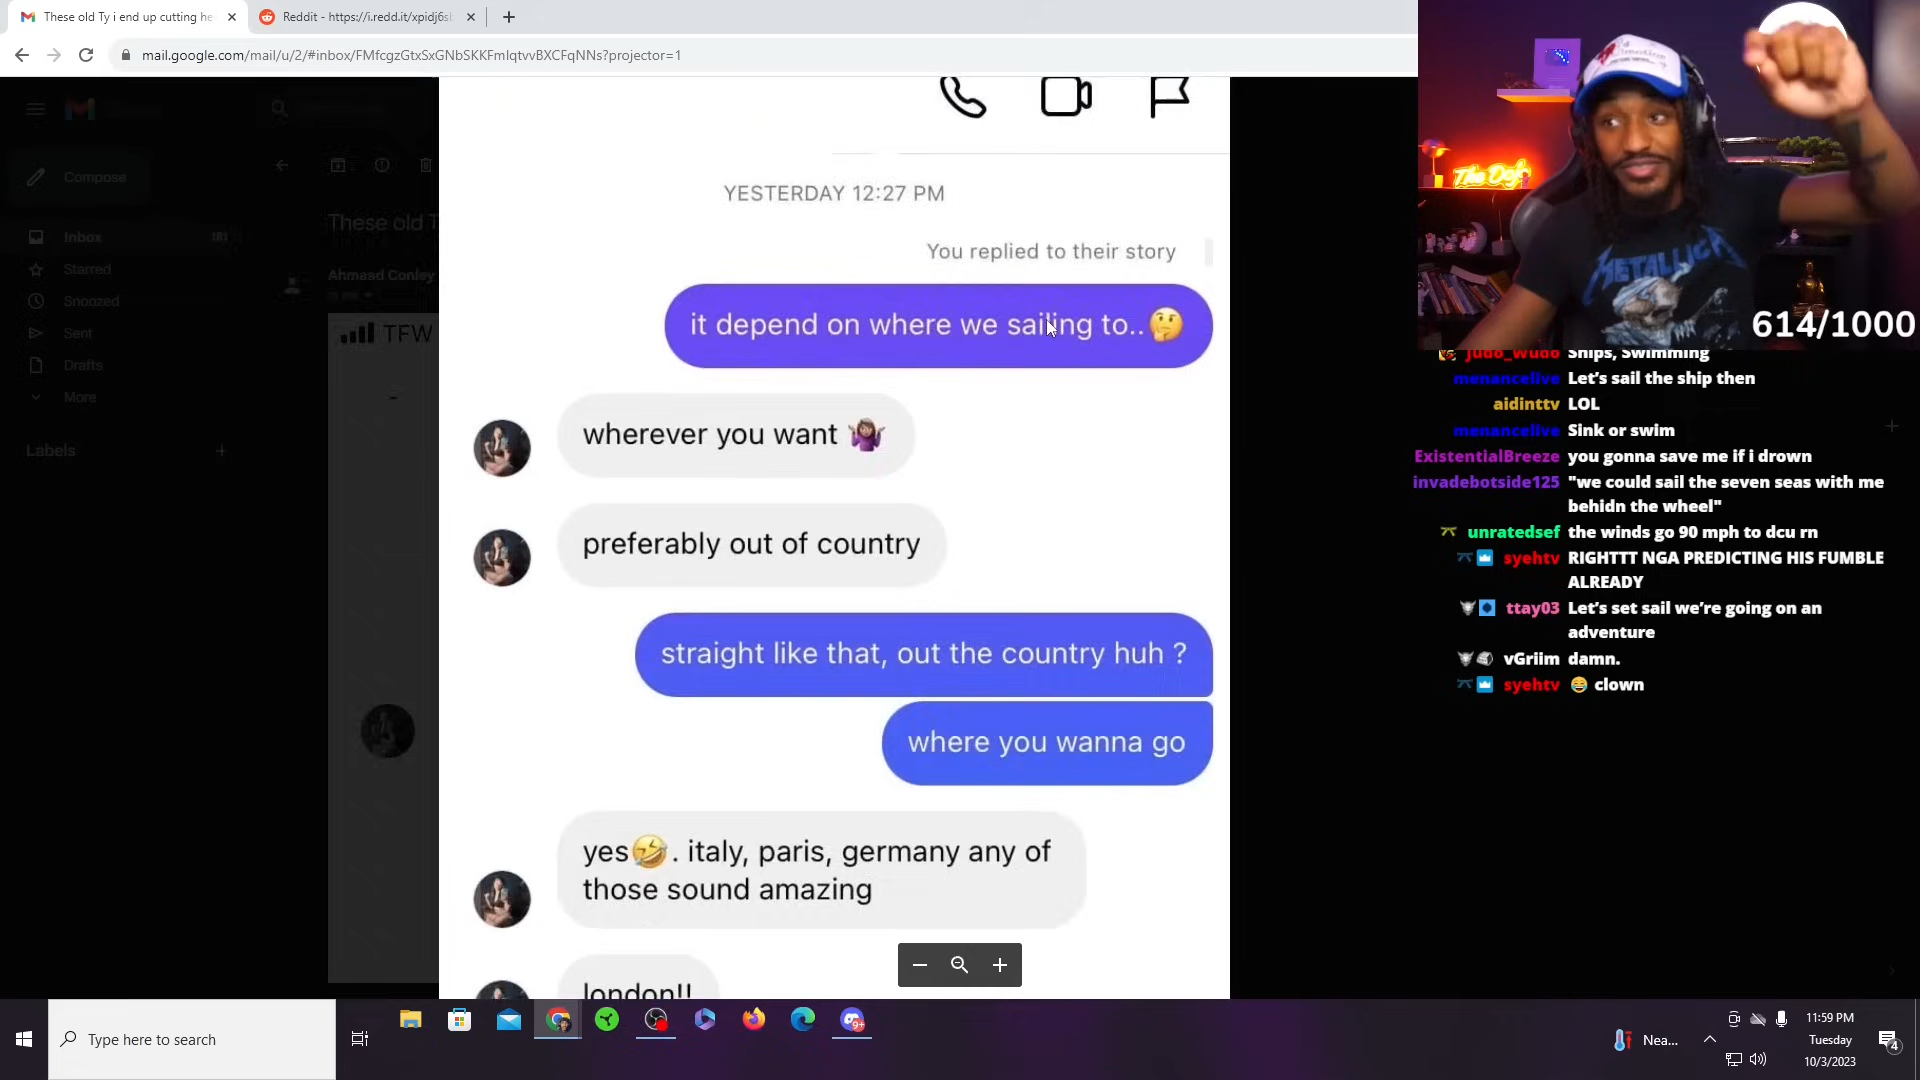 These old Ty i end up cutting he
Reddit - https://i.redd.it/xpidj6s
mail.google.com/mail/u/2/#inbox/FMfcgzGtxSxGNbSKKFmlqtvvBXCFqNNs?projector=1
Compose
These old T
Inbox
181
Starred
Snoozed
Sent
Drafts
More
Labels
Ahmasd Conley
TFW
YESTERDAY 12:27 PM
You replied to their story
it depend on where we sailing to..🤔
wherever you want 🤷🏽‍♀️
preferably out of country
straight like that, out the country huh ?
where you wanna go
yes🤣. italy, paris, germany any of
those sound amazing
london!!
The Dojo
METALLICA
614/1000
judo_wudo Ships, Swimming
menancelive Let's sail the ship then
aidinttv LOL
menancelive Sink or swim
ExistentialBreeze you gonna save me if i drown
invadebotside125 "we could sail the seven seas with me
behidn the wheel"
unratedsef the winds go 90 mph to dcu rn
syehtv RIGHTTT NGA PREDICTING HIS FUMBLE
ALREADY
ttay03 Let's set sail we're going on an
adventure
vGriim damn.
syehtv 😂 clown
Type here to search
9+
Nea...
11:59 PM
Tuesday
10/3/2023
4